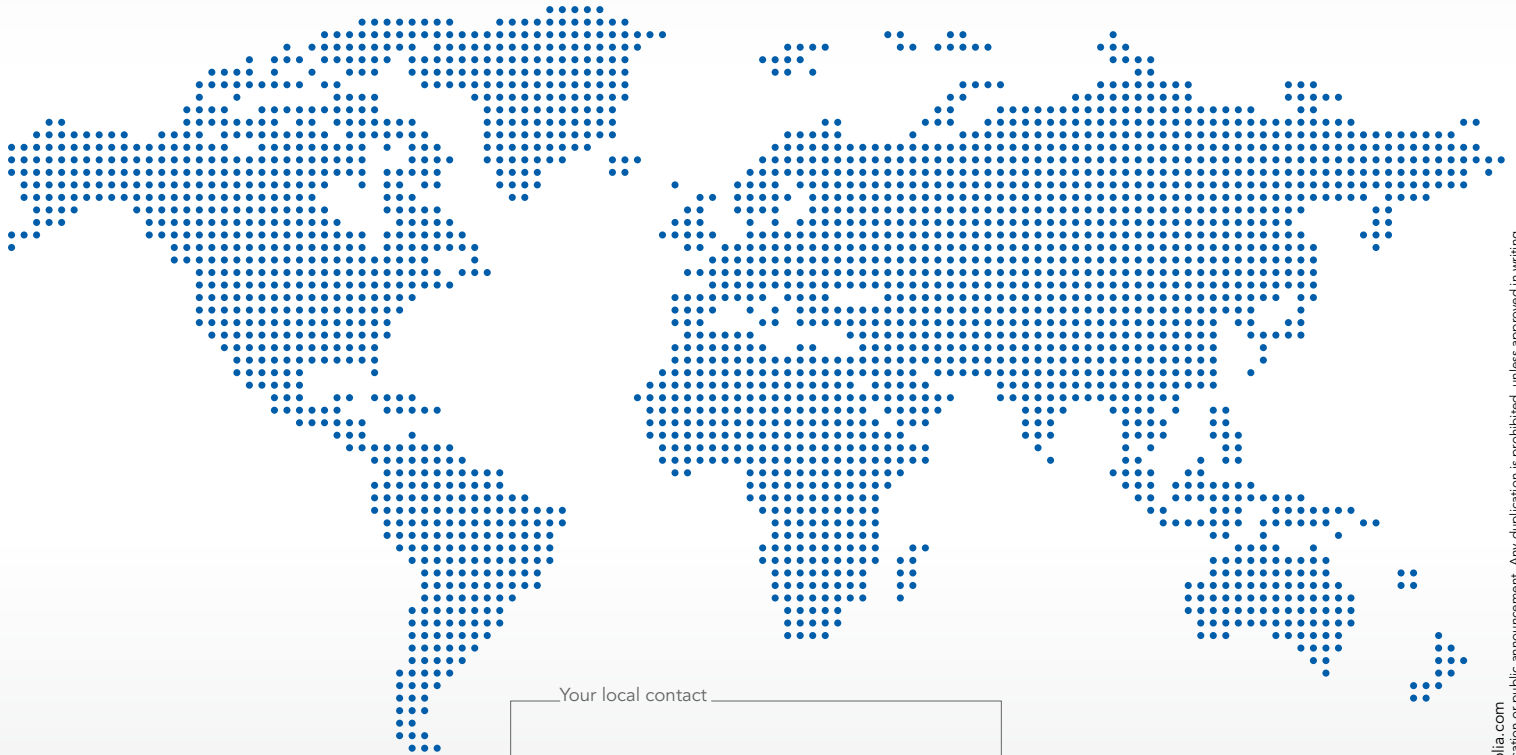 Your local contact
lia.com
ation or public announcement. Any duplication is prohibited, unless approved in writing